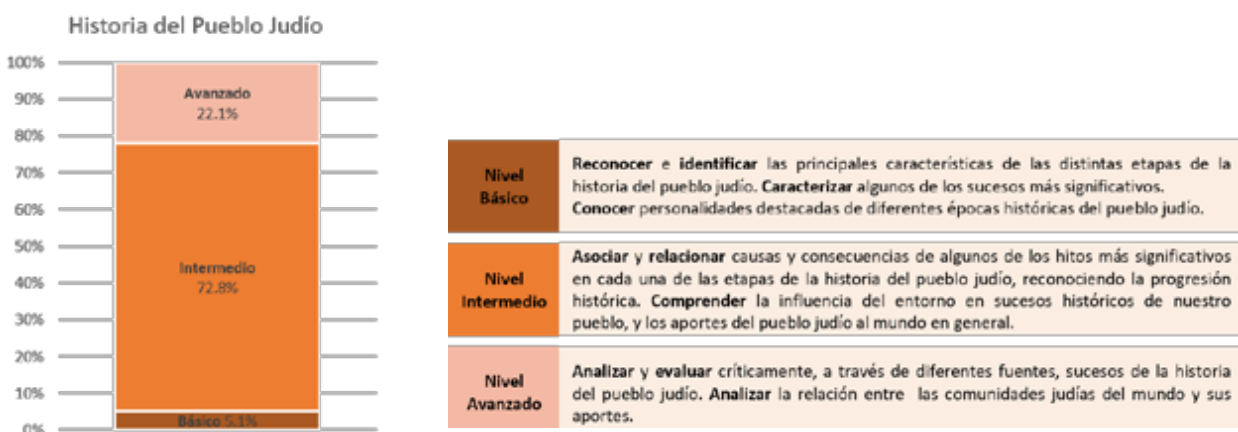 Historia del Pueblo Judío
100%
90%
80%
70%
60%
50%
40%
30%
20%
10%
0%
Avanzado
22.1%
Intermedio
72.8%
Básico 5.1%
Nivel
Básico
Reconocer e identificar las principales características de las distintas etapas de la
historia del pueblo judío. Caracterizar algunos de los sucesos más significativos.
Conocer personalidades destacadas de diferentes épocas históricas del pueblo judío.
Nivel
Intermedio
Asociar y relacionar causas y consecuencias de algunos de los hitos más significativos
en cada una de las etapas de la historia del pueblo judío, reconociendo la progresión
histórica. Comprender la influencia del entorno en sucesos históricos de nuestro
pueblo, y los aportes del pueblo judío al mundo en general.
Nivel
Avanzado
Analizar y evaluar críticamente, a través de diferentes fuentes, sucesos de la historia
del pueblo judío. Analizar la relación entre las comunidades judías del mundo y sus
aportes.